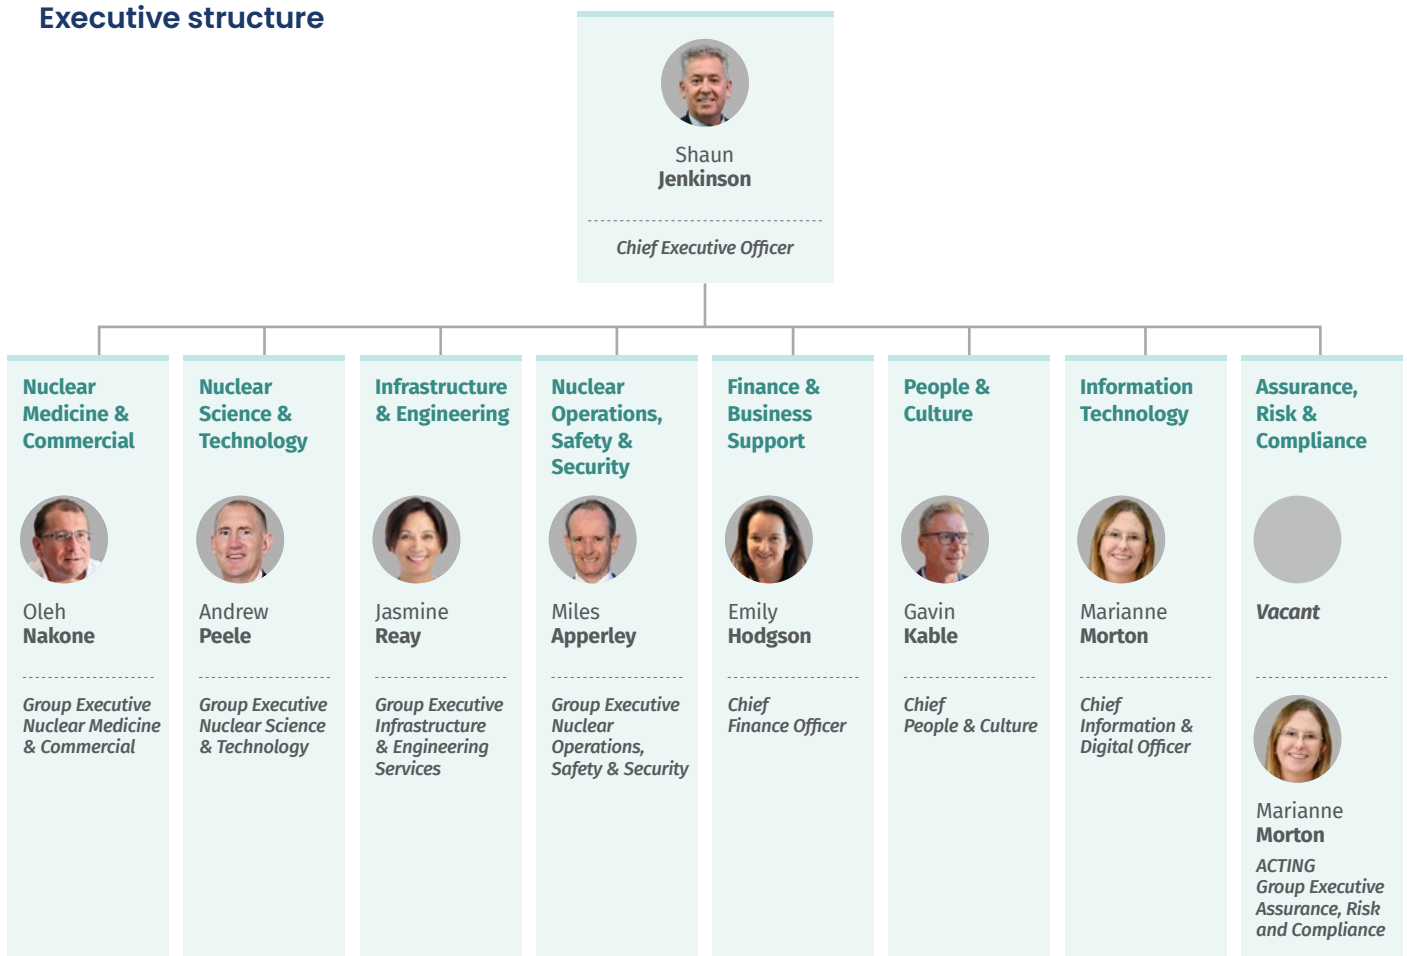 Executive structure
Shaun
Jenkinson
Chief Executive Officer
Nuclear
Medicine &
Commercial
Oleh
Nakone
Group Executive
Nuclear Medicine
& Commercial
Nuclear
Science &
Technology
Andrew
Peele
Group Executive
Nuclear Science
& Technology
Infrastructure
& Engineering
Jasmine
Reay
Group Executive
Infrastructure
& Engineering
Services
Nuclear
Operations,
Safety &
Security
Miles
Apperley
Group Executive
Nuclear
Operations,
Safety & Security
Finance &
Business
Support
Emily
Hodgson
Chief
Finance Officer
People &
Culture
Gavin
Kable
Chief
People & Culture
Information
Technology
Marianne
Morton
Chief
Information &
Digital Officer
Assurance,
Risk &
Compliance
Vacant
Marianne
Morton
ACTING
Group Executive
Assurance, Risk
and Compliance